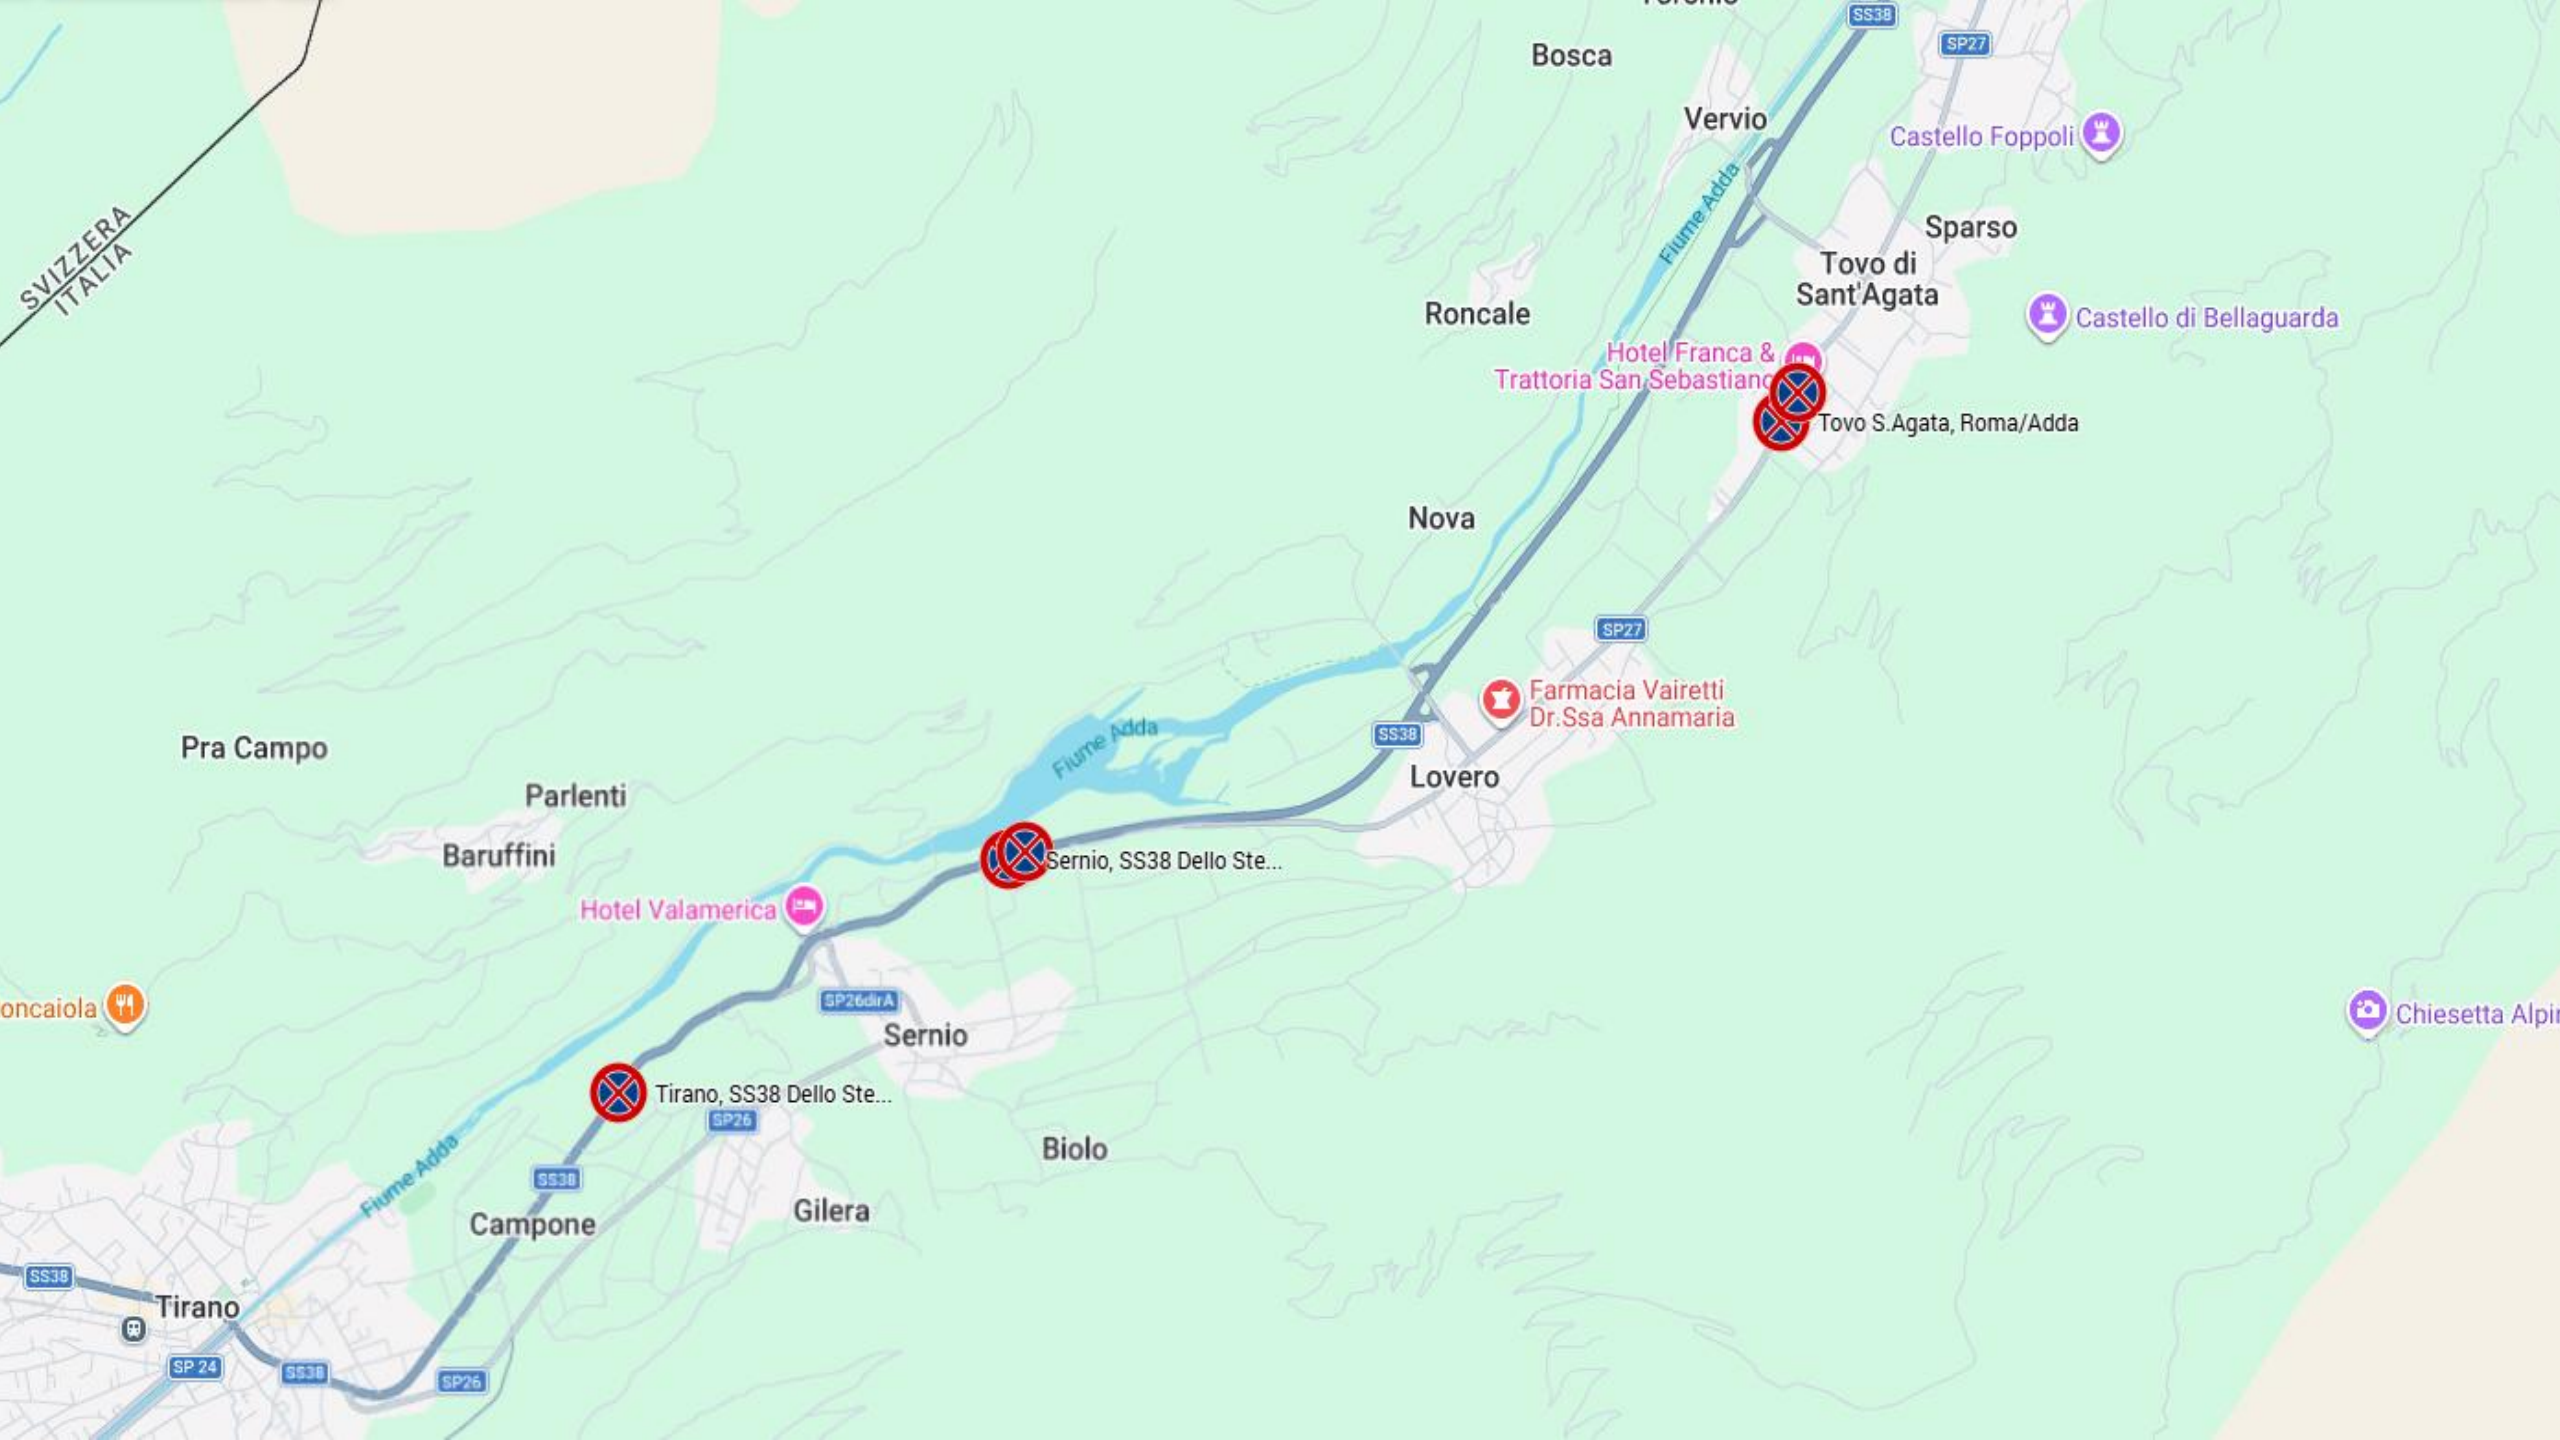 SS38
SP27
Bosca
Vervio
Castello Foppoli
Fiume Adda
SVIZZERA
ITALIA
Sparso
Tovo di
Sant'Agata
Roncale
Castello di Bellaguarda
Hotel Franca &
Trattoria San Sebastiano
Tovo S.Agata, Roma/Adda
Nova
SP27
Farmacia Vairetti
Dr.Ssa Annamaria
Fiume Adda
SS38
Pra Campo
Lovero
Parlenti
Baruffini
Sernio, SS38 Dello Ste...
Hotel Valamerica
SP26dirA
oncaiola
Chiesetta Alpin
Sernio
Tirano, SS38 Dello Ste...
SP26
Biolo
Fiume Adda
SS38
Gilera
Campone
SS38
Tirano
SP 24
SS38
SP26